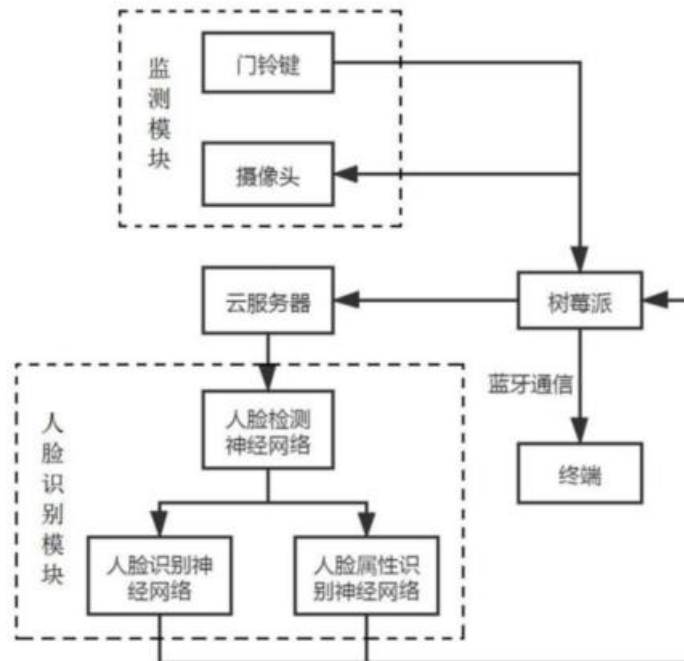 监测模块
门铃键
摄像头
云服务器
树莓派
蓝牙通信
终端
人脸识别模块
人脸检测
神经网络
人脸识别神
经网络
人脸属性识
别神经网络